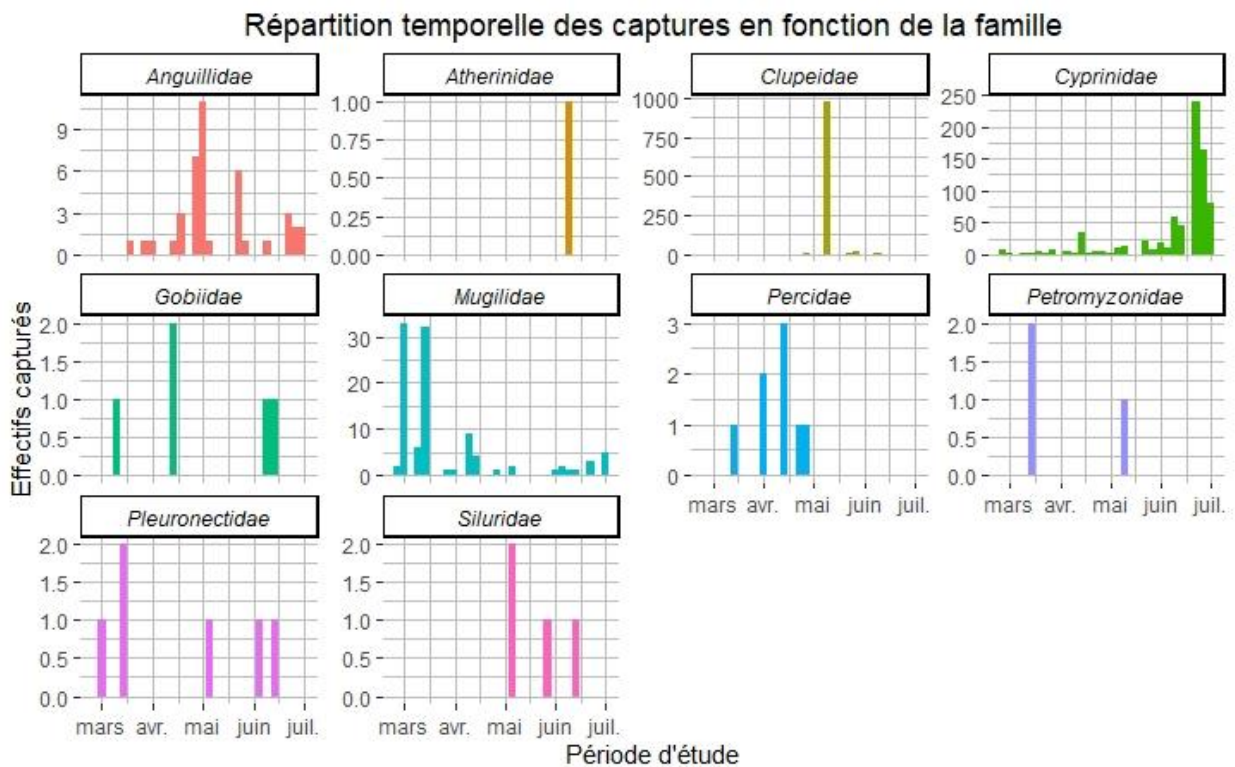 Répartition temporelle des captures en fonction de la famille
Anguillidae Atherinidae Clupeidae Cyprinidae
9 6 3 0
1.00 0.75 0.50 0.25 0.00
1000 750 500 250 0
250 200 150 100 50 0
Gobiidae Mugilidae Percidae Petromyzonidae
2.0 1.5 1.0 0.5 0.0
30 20 10 0
3 2 1 0
2.0 1.5 1.0 0.5 0.0
mars avr. mai juin juil.
mars avr. mai juin juil.
Effectifs capturés
Pleuronectidae Siluridae
2.0 1.5 1.0 0.5 0.0
2.0 1.5 1.0 0.5 0.0
mars avr. mai juin juil.
mars avr. mai juin juil.
Période d'étude